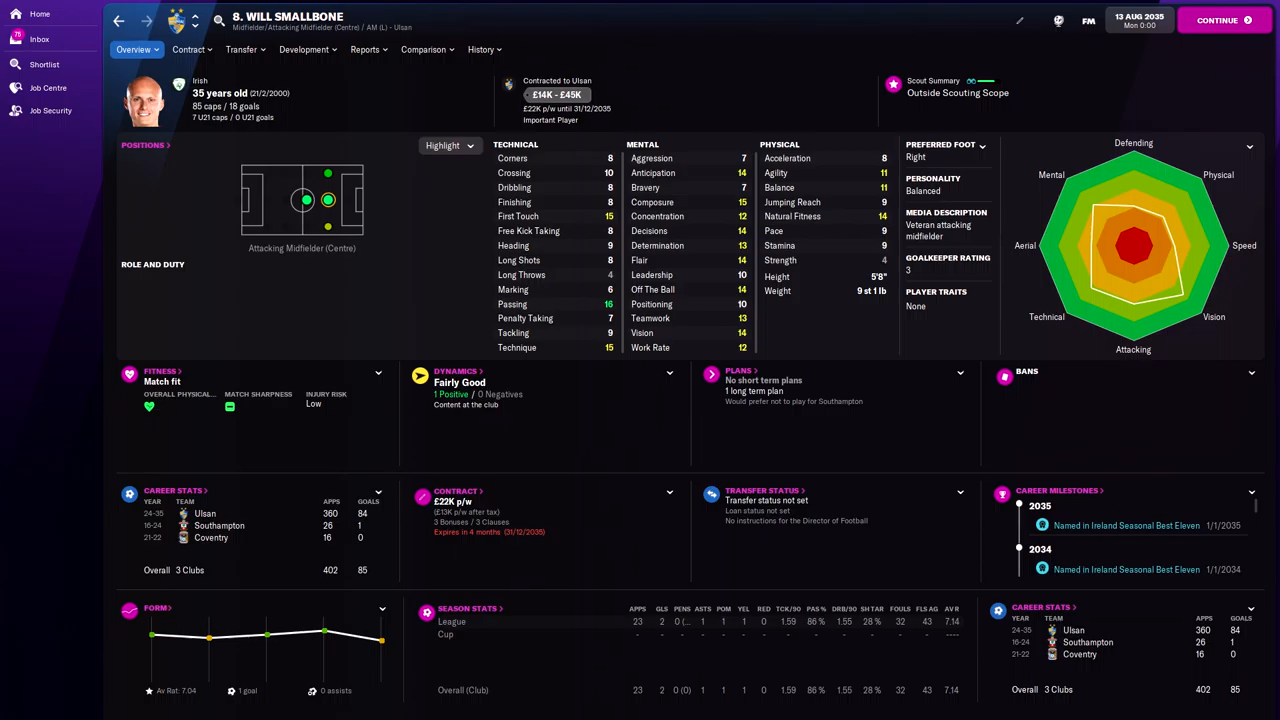 Home
75
Inbox
Shortlist
Job Centre
Job Security
8. WILL SMALLBONE
Midfielder/Attacking Midfielder (Centre) / AM (L) - Ulsan
FM
13 AUG 2035
Mon 0:00
CONTINUE
Overview
Contract
Transfer
Development
Reports
Comparison
History
Irish
35 years old (21/2/2000)
85 caps / 18 goals
7 U21 caps / 0 U21 goals
Contracted to Ulsan
£14K - £45K
£22K p/w until 31/12/2035
Important Player
Scout Summary
Outside Scouting Scope
POSITIONS
Attacking Midfielder (Centre)
ROLE AND DUTY
Highlight
TECHNICAL
Corners 8
Crossing 10
Dribbling 8
Finishing 8
First Touch 15
Free Kick Taking 8
Heading 9
Long Shots 8
Long Throws 4
Marking 6
Passing 16
Penalty Taking 7
Tackling 9
Technique 15
MENTAL
Aggression 7
Anticipation 14
Bravery 7
Composure 15
Concentration 12
Decisions 14
Determination 13
Flair 14
Leadership 10
Off The Ball 14
Positioning 10
Teamwork 13
Vision 14
Work Rate 12
PHYSICAL
Acceleration 8
Agility 11
Balance 11
Jumping Reach 9
Natural Fitness 14
Pace 9
Stamina 9
Strength 4
Height 5'8"
Weight 9 st 1 lb
PREFERRED FOOT
Right
PERSONALITY
Balanced
MEDIA DESCRIPTION
Veteran attacking
midfielder
GOALKEEPER RATING
3
PLAYER TRAITS
None
Defending
Mental
Physical
Aerial
Speed
Technical
Vision
Attacking
FITNESS
Match fit
OVERALL PHYSICAL... MATCH SHARPNESS INJURY RISK
Low
DYNAMICS
Fairly Good
1 Positive / 0 Negatives
Content at the club
PLANS
No short term plans
1 long term plan
Would prefer not to play for Southampton
BANS
CAREER STATS
YEAR TEAM APPS GOALS
24-35 Ulsan 360 84
16-24 Southampton 26 1
21-22 Coventry 16 0
Overall 3 Clubs 402 85
CONTRACT
£22K p/w
(£13K p/w after tax)
3 Bonuses / 3 Clauses
Expires in 4 months (31/12/2035)
TRANSFER STATUS
Transfer status not set
Loan status not set
No instructions for the Director of Football
CAREER MILESTONES
2035
Named in Ireland Seasonal Best Eleven 1/1/2035
2034
Named in Ireland Seasonal Best Eleven 1/1/2034
FORM
Av Rat: 7.04 1 goal 0 assists
SEASON STATS APPS GLS PENS ASTS POM YEL RED TCK/90 PAS % DRB/90 SH TAR FOULS FLS AG AV R
League 23 2 0 (... 1 1 1 0 1.59 86 % 1.55 28 % 32 43 7.14
Cup - - - - - - - - - - - - - ----
Overall (Club) 23 2 0 (0) 1 1 1 0 1.59 86 % 1.55 28 % 32 43 7.14
CAREER STATS
YEAR TEAM APPS GOALS
24-35 Ulsan 360 84
16-24 Southampton 26 1
21-22 Coventry 16 0
Overall 3 Clubs 402 85